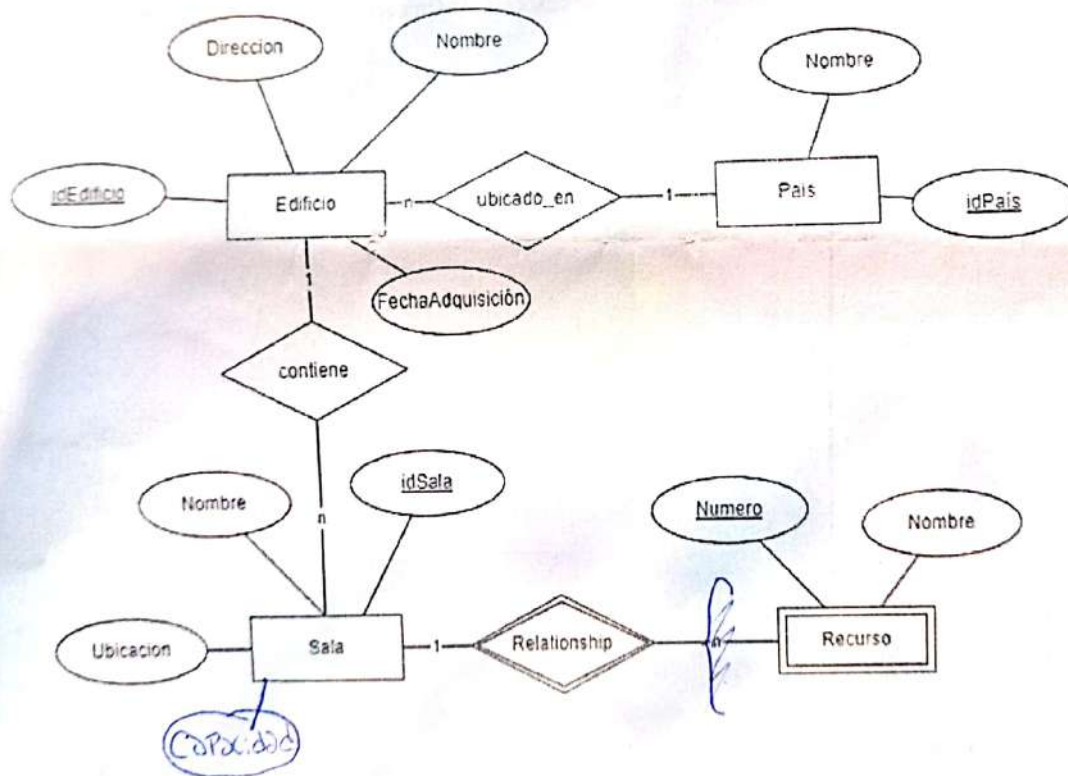 Direccion
Nombre
Nombre
idEdificio
Edificio
n
ubicado_en
1
Pais
idPaís
1
FechaAdquisición
contiene
n
Nombre
idSala
Numero
Nombre
Ubicacion
Sala
1
Relationship
n
Recurso
Capacidad